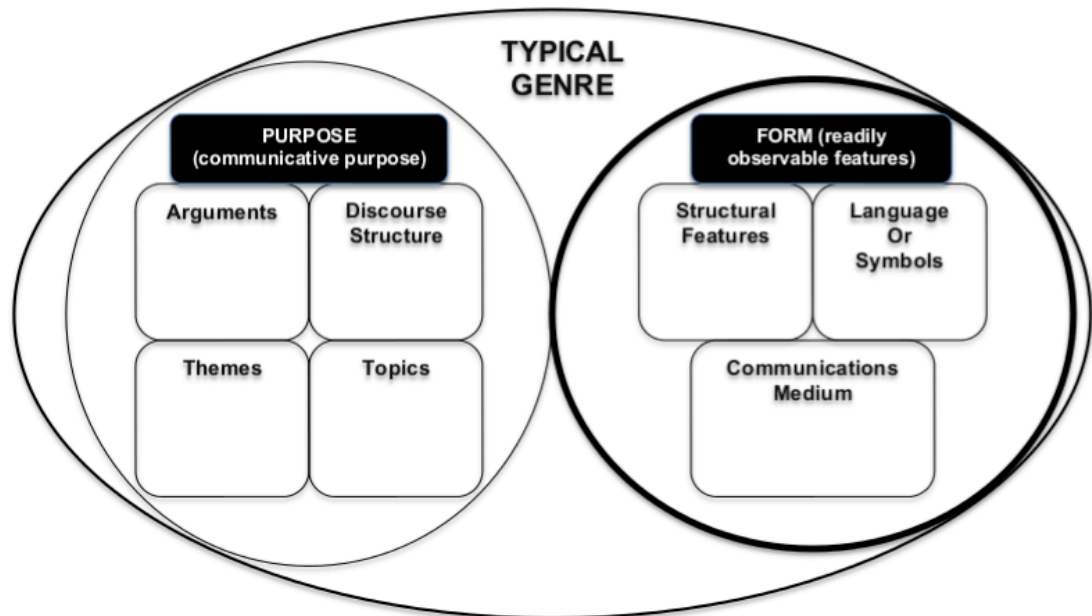 TYPICAL
GENRE
PURPOSE
(communicative purpose)
Arguments
Discourse
Structure
Themes
Topics
FORM (readily
observable features)
Structural
Features
Language
Or
Symbols
Communications
Medium